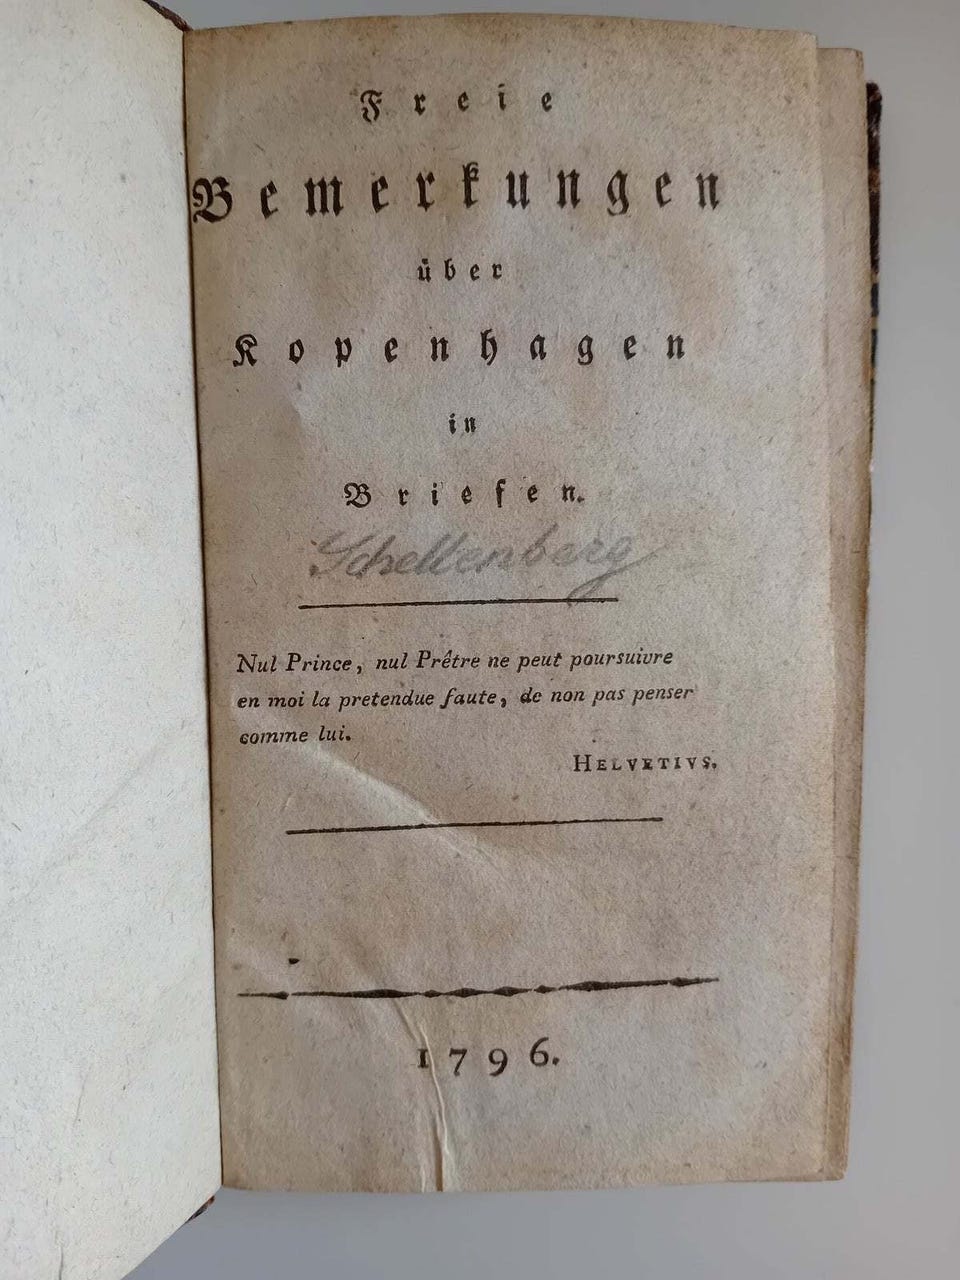 Freie
Bemerkungen
über
Kopenhagen
in
Briefen.
Schellenberg
Nul Prince, nul Prêtre ne peut poursuivre
en moi la pretendue faute, de non pas penser
comme lui.
HELVETIVS.
1796.